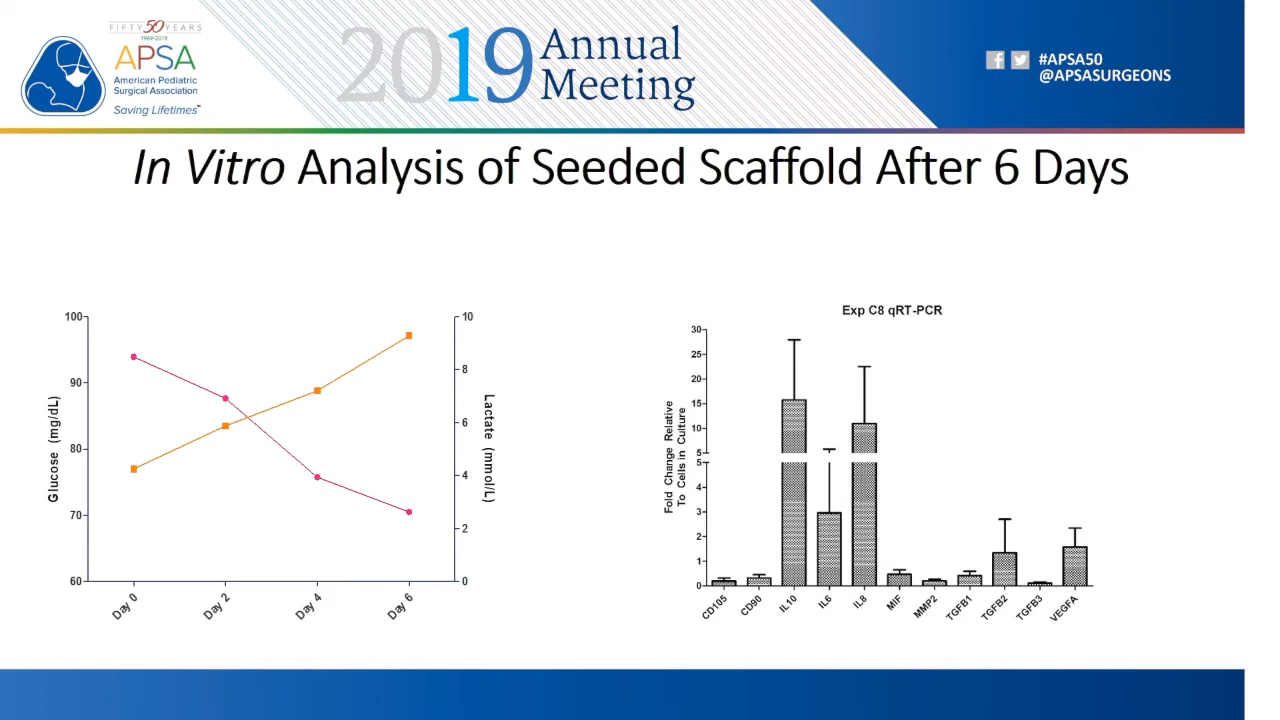 FIFTY 50 YEARS
1969-2019
APSA
American Pediatric
Surgical Association
Saving Lifetimes™
2019 Annual
Meeting
#APSA50
@APSASURGEONS
In Vitro Analysis of Seeded Scaffold After 6 Days
100
90
80
70
60
Glucose (mg/dL)
10
8
6
4
2
0
Lactate (mmol/L)
Day 0
Day 2
Day 4
Day 6
Exp C8 qRT-PCR
30
25
20
15
10
5
5
4
3
2
1
0
Fold Change Relative
To Cells in Culture
CD105
CD90
IL10
IL6
IL8
MIF
MMP2
TGFB1
TGFB2
TGFB3
VEGFA